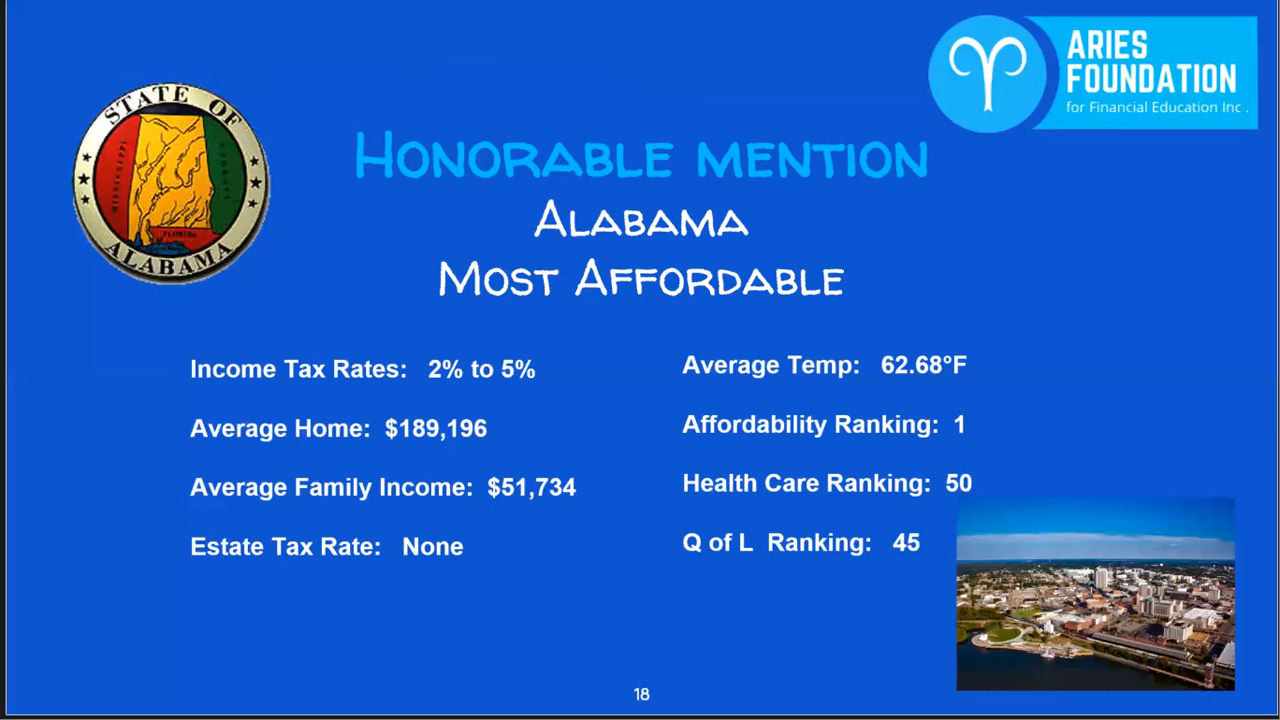 STATE OF
ALABAMA
MISSISSIPPI
FLORIDA
ARIES
FOUNDATION
for Financial Education Inc .
Honorable mention
Alabama
Most Affordable
Income Tax Rates: 2% to 5%
Average Home: $189,196
Average Family Income: $51,734
Estate Tax Rate: None
Average Temp: 62.68°F
Affordability Ranking: 1
Health Care Ranking: 50
Q of L Ranking: 45
18